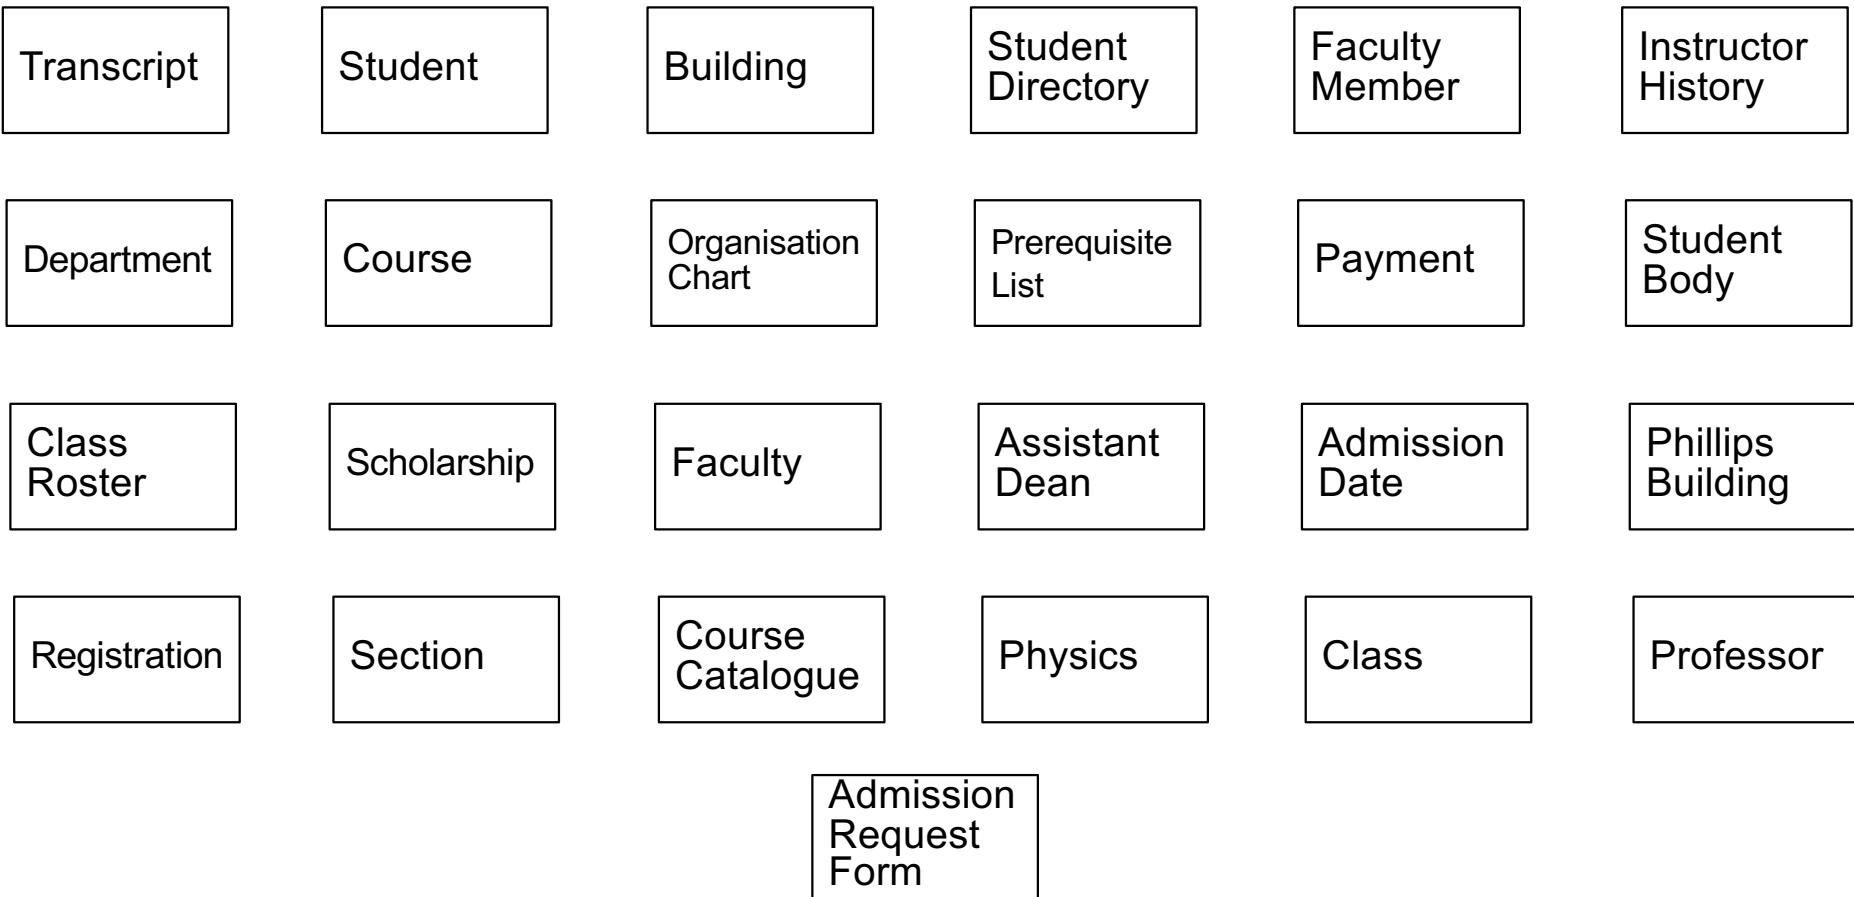 Transcript
Student
Building
Student
Directory
Faculty
Member
Instructor
History
Department
Course
Organisation
Chart
Prerequisite
List
Payment
Student
Body
Class
Roster
Scholarship
Faculty
Assistant
Dean
Admission
Date
Phillips
Building
Registration
Section
Course
Catalogue
Physics
Class
Professor
Admission
Request
Form